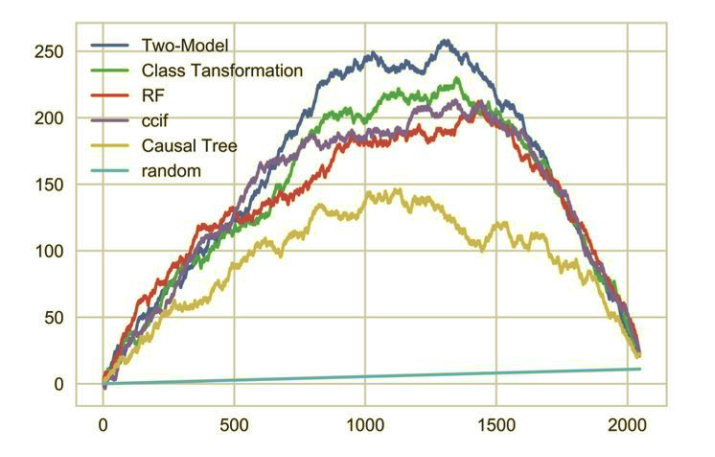 250
200
150
100
50
0
Two-Model
Class Tansformation
RF
ccif
Causal Tree
random
0 500 1000 1500 2000